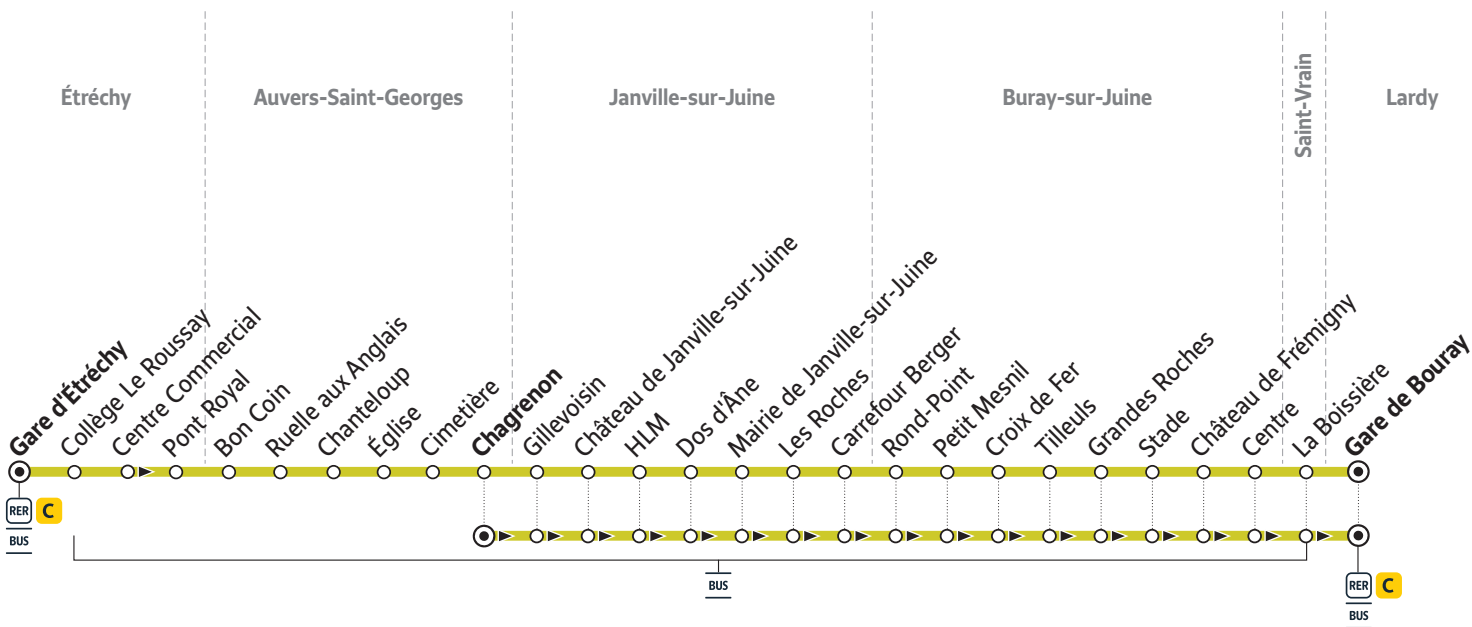 Étréchy
Auvers-Saint-Georges
Janville-sur-Juine
Buray-sur-Juine
Saint-Vrain
Lardy
Gare d'Étréchy
Collège Le Roussay
Centre Commercial
Pont Royal
Bon Coin
Ruelle aux Anglais
Chanteloup
Église
Cimetière
Chagrenon
Gillevoisin
Château de Janville-sur-Juine
HLM
Dos d'Âne
Mairie de Janville-sur-Juine
Les Roches
Carrefour Berger
Rond-Point
Petit Mesnil
Croix de Fer
Tilleuls
Grandes Roches
Stade
Château de Frémigny
Centre
La Boissière
Gare de Bouray
RER C
BUS
BUS
RER C
BUS